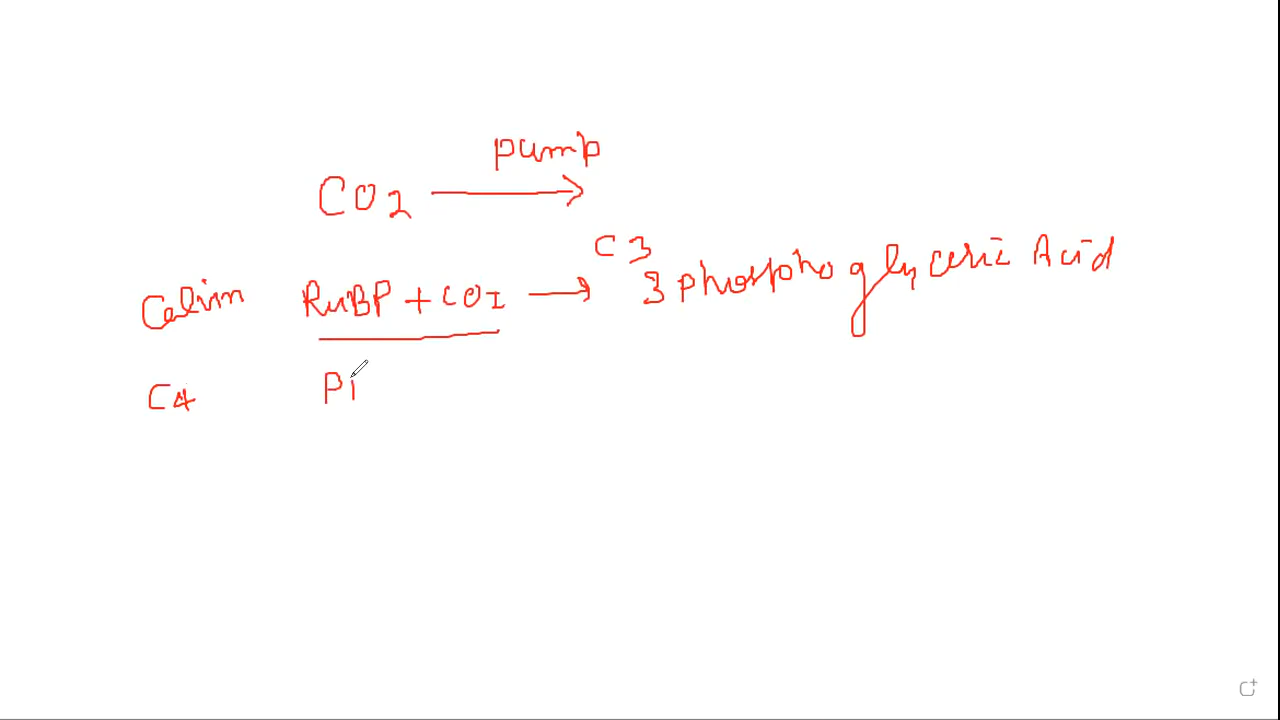 pump
CO2 →
C3
Calvin RuBP + CO2 → 3 phosphoglyceric Acid
C4 Pi